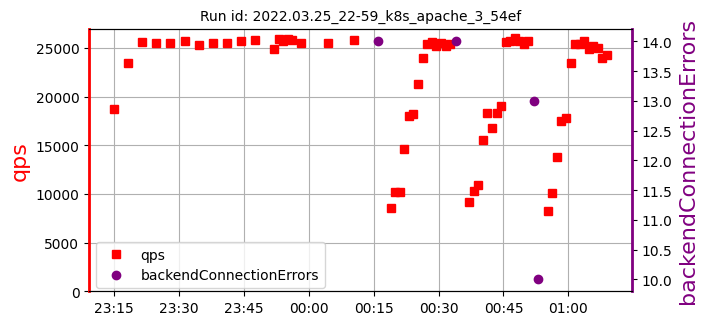 Run id: 2022.03.25_22-59_k8s_apache_3_54ef
25000
20000
15000
10000
5000
0
qps
14.0
13.5
13.0
12.5
12.0
11.5
11.0
10.5
10.0
backendConnectionErrors
qps
backendConnectionErrors
23:15 23:30 23:45 00:00 00:15 00:30 00:45 01:00